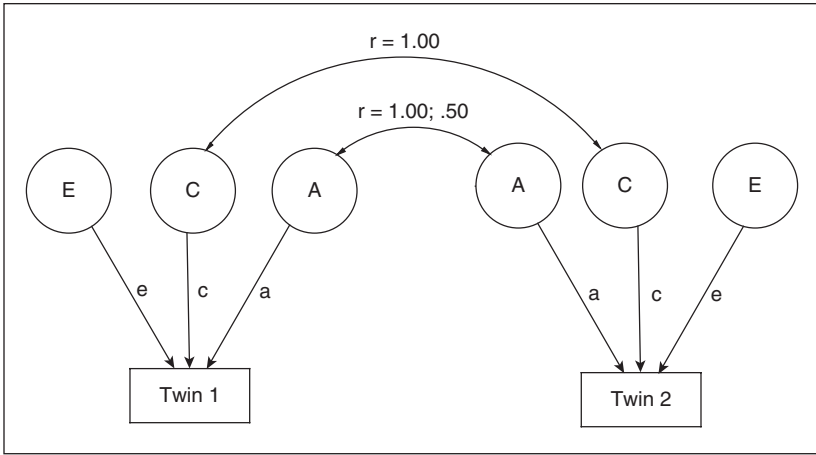 r = 1.00
r = 1.00; .50
E C A A C E
e c a a c e
Twin 1 Twin 2